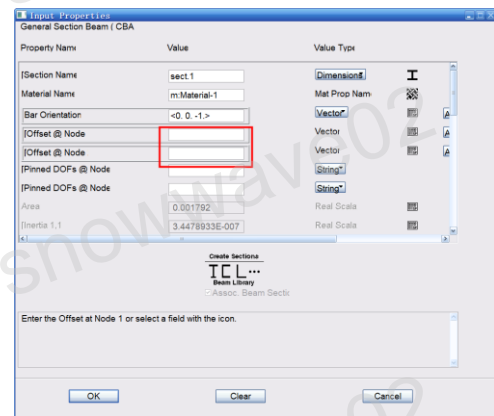 Input Properties
General Section Beam ( CBA
Property Name Value Value Type
[Section Name sect.1 Dimensions
Material Name m:Material-1 Mat Prop Nam
Bar Orientation <0. 0. -1.> Vector
[Offset @ Node Vector
[Offset @ Node Vector
[Pinned DOFs @ Node String
[Pinned DOFs @ Node String
Area 0.001792 Real Scala
[Inertia 1,1 3.4478933E-007 Real Scala
Create Sections
Beam Library
Assoc. Beam Sectic
Enter the Offset at Node 1 or select a field with the icon.
OK Clear Cancel
snowwave02